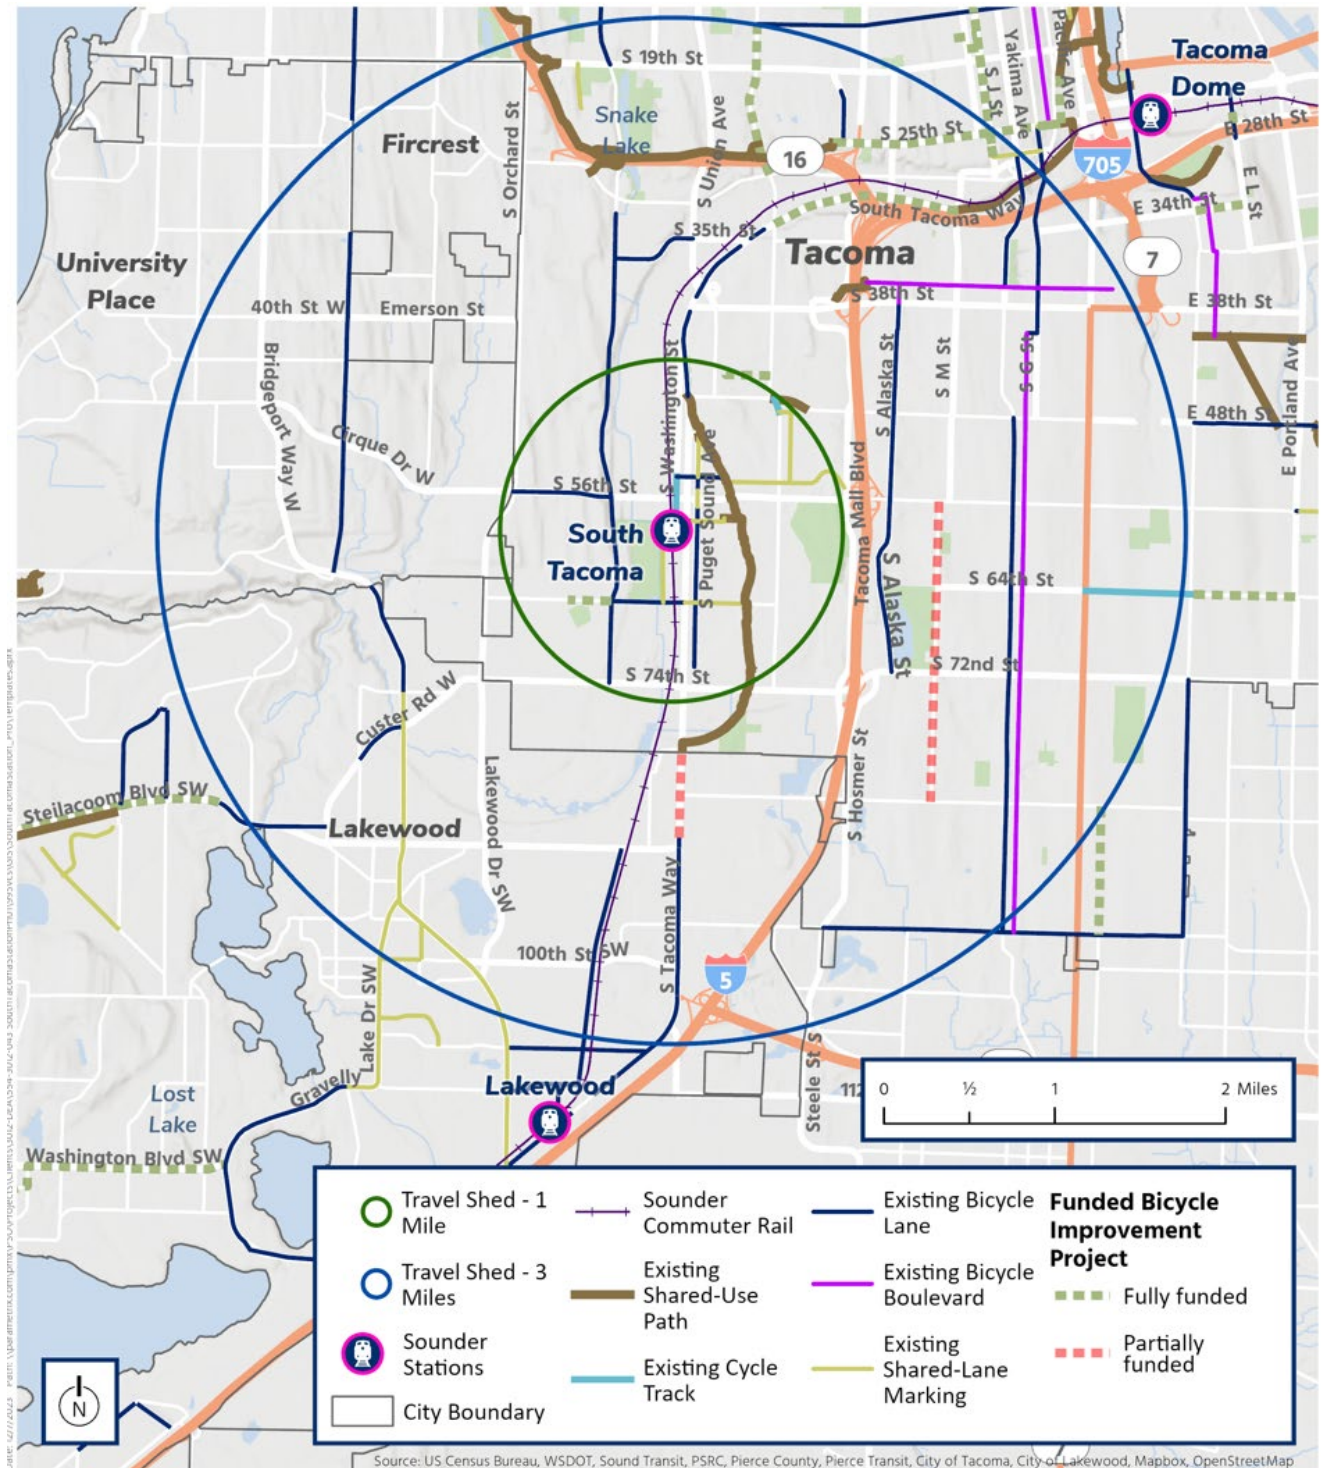 Tacoma
Dome
S 19th St
Pacific Ave
Yakima Ave
S J St
Snake
Lake
S Union Ave
S Orchard St
Fircrest
S 25th St
E 28th St
16
705
E L St
E 34th St
South Tacoma Way
S 35th St
Tacoma
7
University
Place
40th St W
Emerson St
S 38th St
E 38th St
Bridgeport Way W
S Washington St
S Alaska St
S M St
S G St
E Portland Ave
E 48th St
Cirque Dr W
S Puget Sound Ave
Tacoma Mall Blvd
S 56th St
South
Tacoma
S 64th St
S Alaska St
S 72nd St
S 74th St
Custer Rd W
Steilacoom Blvd SW
Lakewood
Lakewood Dr SW
S Hosmer St
S Tacoma Way
100th St SW
5
Lake Dr SW
Gravelly
Lakewood
Steele St S
112
Lost
Lake
Washington Blvd SW
0 ½ 1 2 Miles
Travel Shed - 1
Mile
Travel Shed - 3
Miles
Sounder
Stations
City Boundary
Sounder
Commuter Rail
Existing
Shared-Use
Path
Existing Cycle
Track
Existing Bicycle
Lane
Existing Bicycle
Boulevard
Existing
Shared-Lane
Marking
Funded Bicycle
Improvement
Project
Fully funded
Partially
funded
N
Source: US Census Bureau, WSDOT, Sound Transit, PSRC, Pierce County, Pierce Transit, City of Tacoma, City of Lakewood, Mapbox, OpenStreetMap